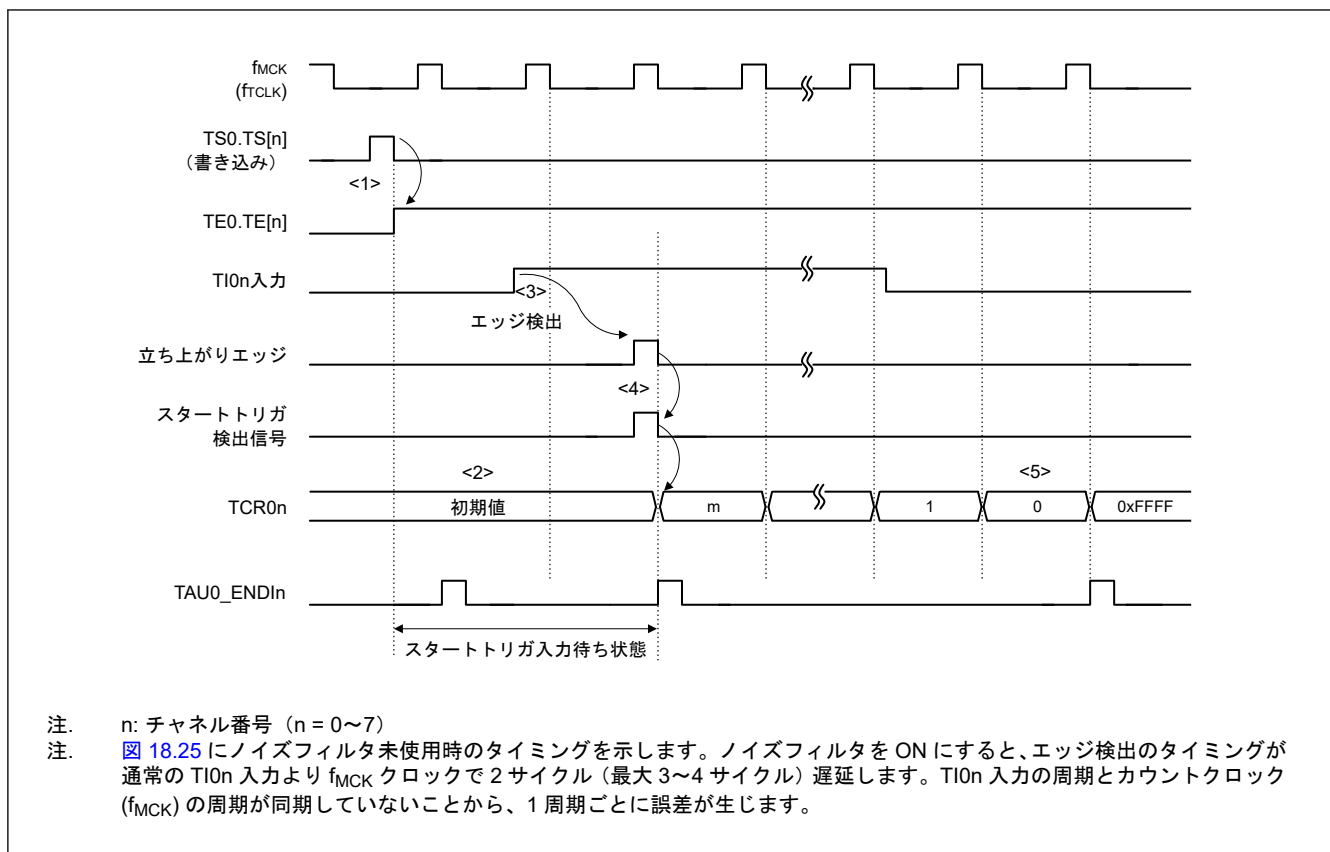 fMCK
(fTCLK)
TS0.TS[n]
（書き込み）
<1>
TE0.TE[n]
TI0n入力
<3>
エッジ検出
立ち上がりエッジ
<4>
スタートトリガ
検出信号
<2>
<5>
TCR0n
初期値
m
1
0
0xFFFF
TAU0_ENDIn
スタートトリガ入力待ち状態
注. n: チャネル番号（n = 0～7）
注. 図 18.25 にノイズフィルタ未使用時のタイミングを示します。ノイズフィルタを ON にすると、エッジ検出のタイミングが
通常の TI0n 入力より fMCK クロックで 2 サイクル（最大 3～4 サイクル）遅延します。TI0n 入力の周期とカウントクロック
(fMCK) の周期が同期していないことから、1 周期ごとに誤差が生じます。